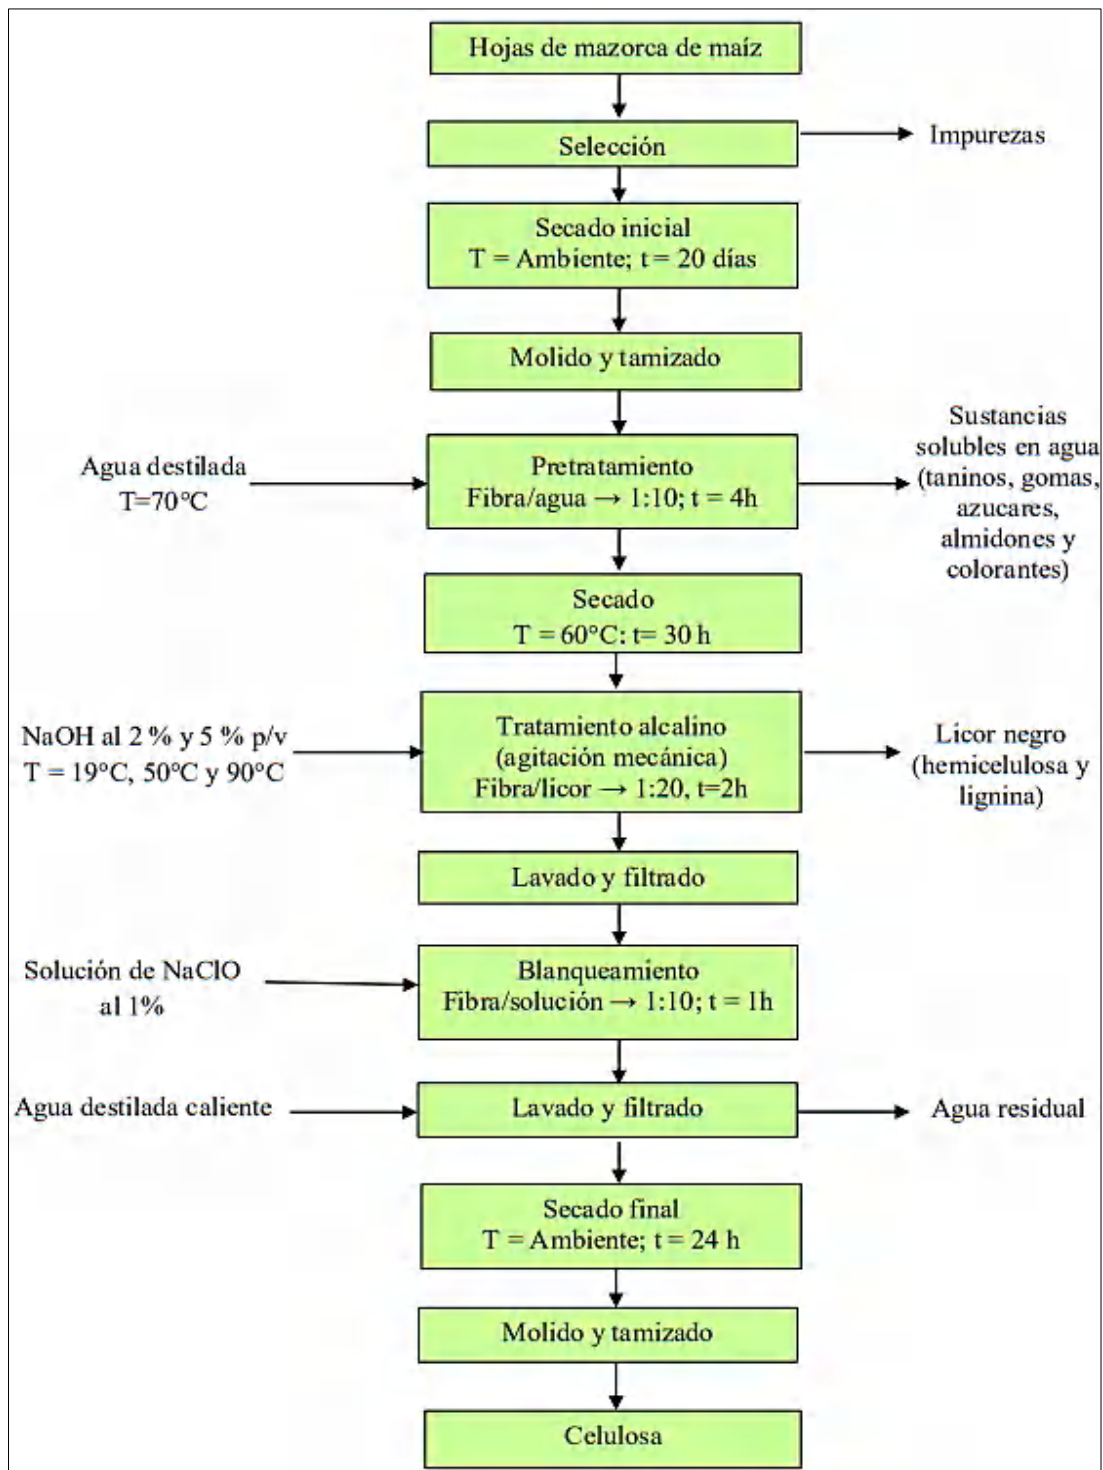 Hojas de mazorca de maíz
Selección
Impurezas
Secado inicial
T = Ambiente; t = 20 días
Molido y tamizado
Agua destilada
T=70°C
Pretratamiento
Fibra/agua → 1:10; t = 4h
Sustancias
solubles en agua
(taninos, gomas,
azucares,
almidones y
colorantes)
Secado
T = 60°C: t= 30 h
NaOH al 2 % y 5 % p/v
T = 19°C, 50°C y 90°C
Tratamiento alcalino
(agitación mecánica)
Fibra/licor → 1:20, t=2h
Licor negro
(hemicelulosa y
lignina)
Lavado y filtrado
Solución de NaClO
al 1%
Blanqueamiento
Fibra/solución → 1:10; t = 1h
Agua destilada caliente
Lavado y filtrado
Agua residual
Secado final
T = Ambiente; t = 24 h
Molido y tamizado
Celulosa